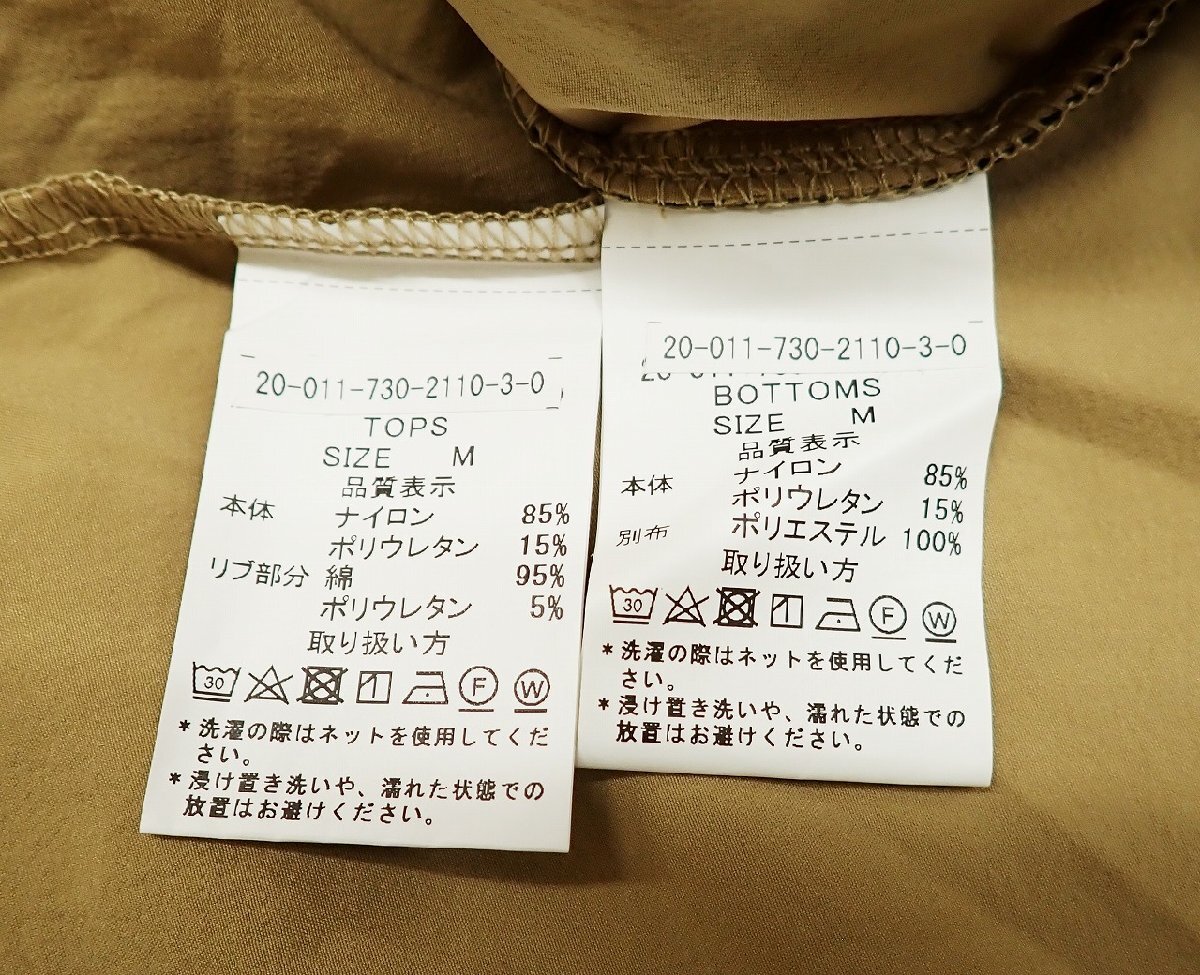 20-011-730-2110-3-0
TOPS
SIZE M
品質表示
本体 ナイロン 85%
ポリウレタン 15%
リブ部分 綿 95%
ポリウレタン 5%
取り扱い方
30 F W
*洗濯の際はネットを使用してくだ
さい。
*浸け置き洗いや、濡れた状態での
放置はお避けください。
20-011-730-2110-3-0
BOTTOMS
SIZE M
品質表示
本体 ナイロン 85%
ポリウレタン 15%
別布 ポリエステル 100%
取り扱い方
30 F W
*洗濯の際はネットを使用してくだ
さい。
*浸け置き洗いや、濡れた状態での
放置はお避けください。